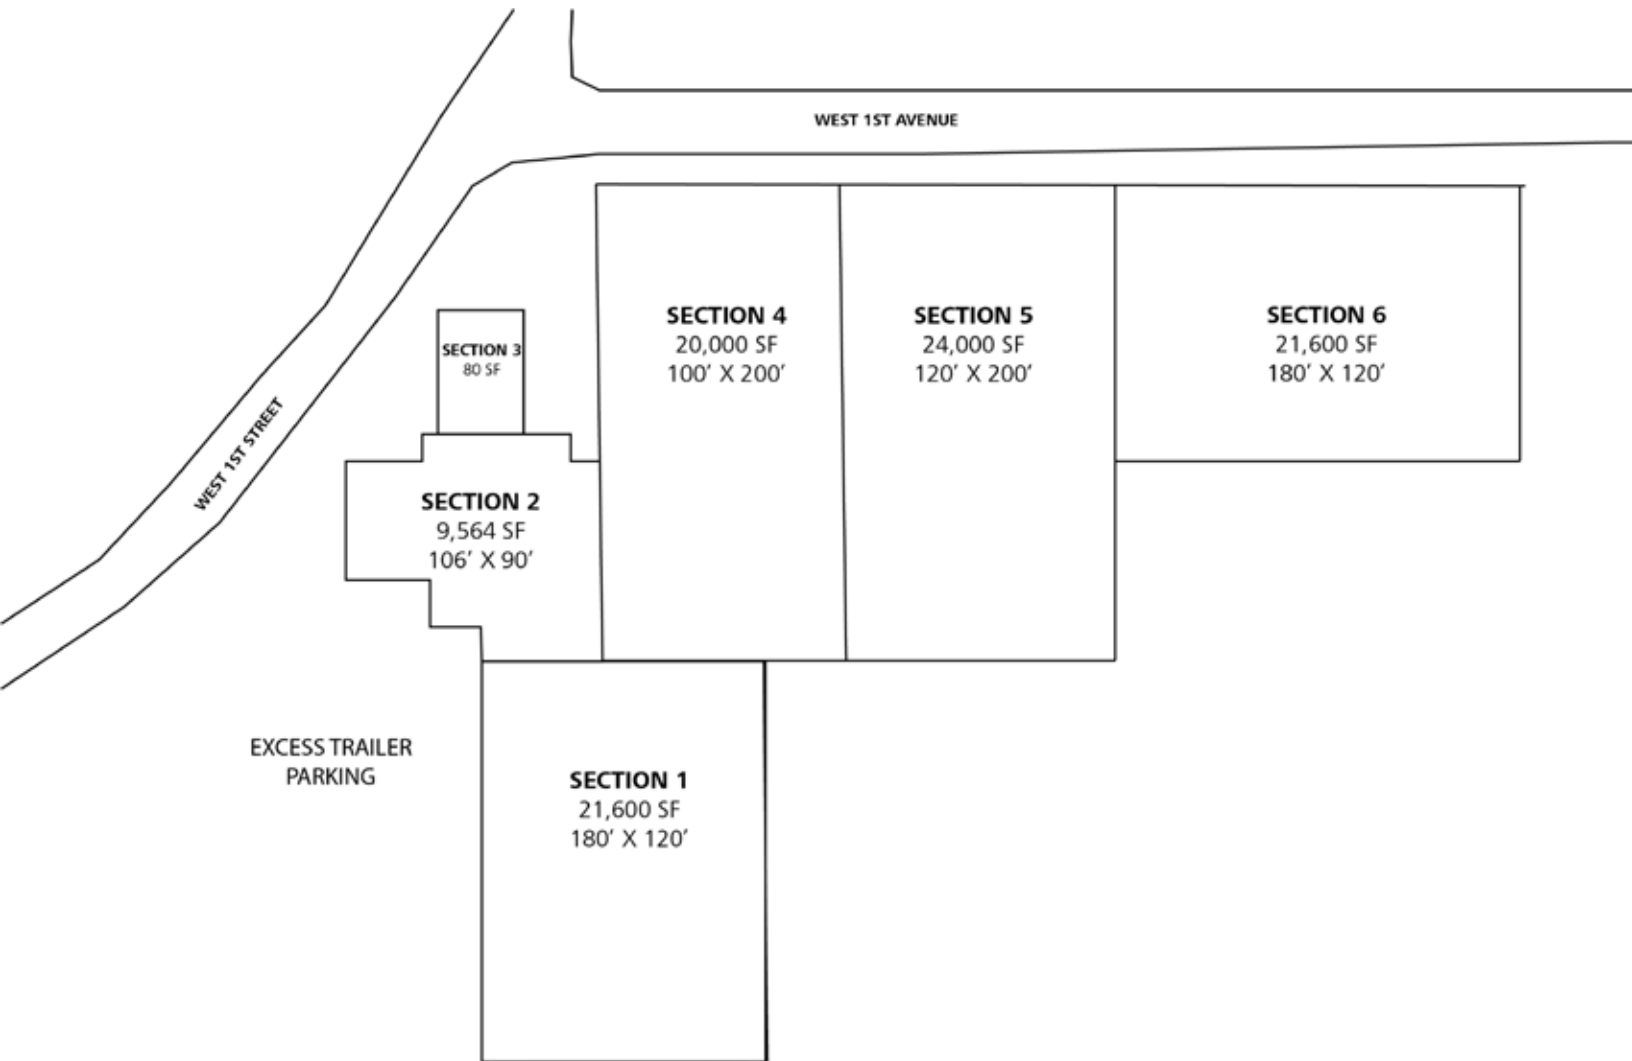 WEST 1ST AVENUE
SECTION 4
20,000 SF
100′ X 200′
SECTION 5
24,000 SF
120′ X 200′
SECTION 6
21,600 SF
180′ X 120′
SECTION 3
80 SF
WEST 1ST STREET
SECTION 2
9,564 SF
106′ X 90′
EXCESS TRAILER
PARKING
SECTION 1
21,600 SF
180′ X 120′